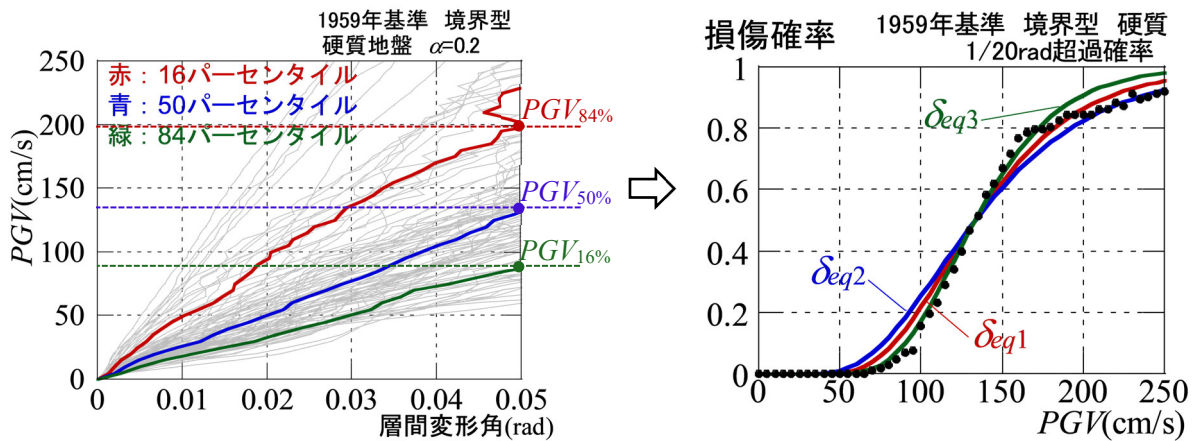 1959年基準 境界型
硬質地盤 α=0.2
250
200
150
100
50
0
PGV(cm/s)
赤：16パーセンタイル
青：50パーセンタイル
緑：84パーセンタイル
PGV84%
PGV50%
PGV16%
0
0.01
0.02
0.03
0.04
0.05
層間変形角(rad)
損傷確率
1959年基準 境界型 硬質
1/20rad超過確率
1
0.8
0.6
0.4
0.2
0
δeq3
δeq2
δeq1
0
50
100
150
200
250
PGV(cm/s)